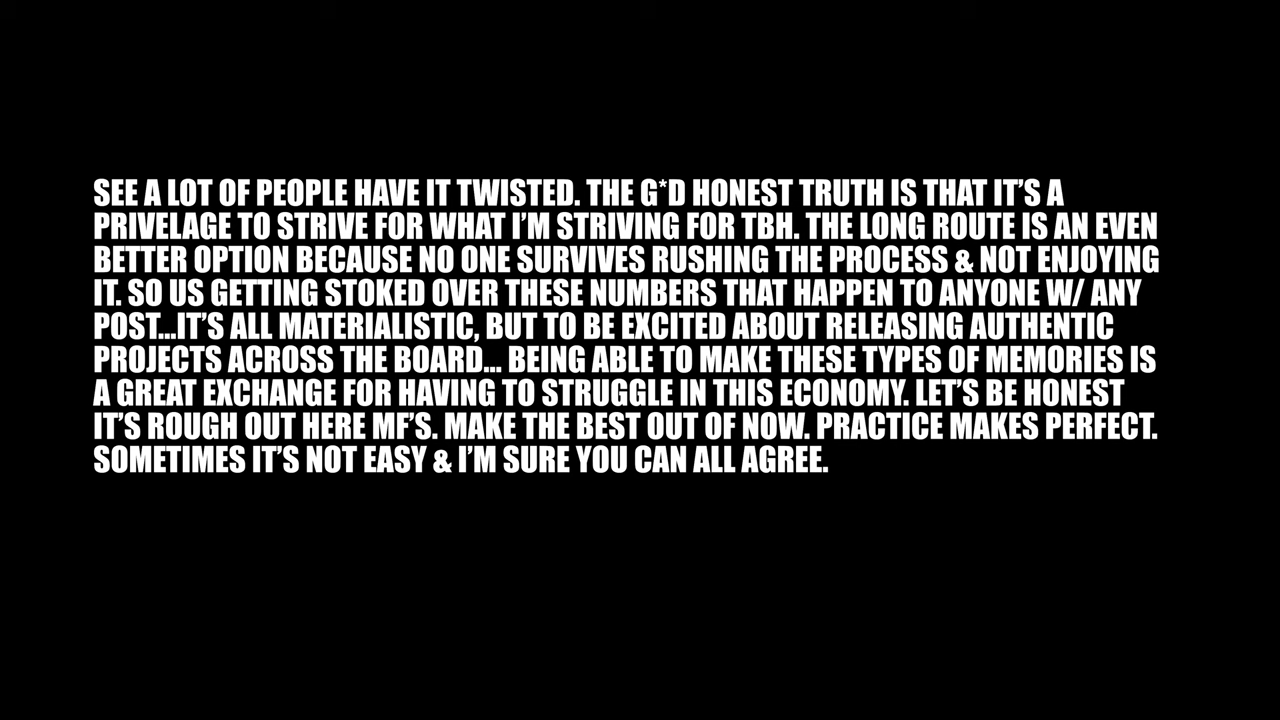 SEE A LOT OF PEOPLE HAVE IT TWISTED. THE G*D HONEST TRUTH IS THAT IT’S A
PRIVELAGE TO STRIVE FOR WHAT I’M STRIVING FOR TBH. THE LONG ROUTE IS AN EVEN
BETTER OPTION BECAUSE NO ONE SURVIVES RUSHING THE PROCESS & NOT ENJOYING
IT. SO US GETTING STOKED OVER THESE NUMBERS THAT HAPPEN TO ANYONE W/ ANY
POST...IT’S ALL MATERIALISTIC, BUT TO BE EXCITED ABOUT RELEASING AUTHENTIC
PROJECTS ACROSS THE BOARD... BEING ABLE TO MAKE THESE TYPES OF MEMORIES IS
A GREAT EXCHANGE FOR HAVING TO STRUGGLE IN THIS ECONOMY. LET’S BE HONEST
IT’S ROUGH OUT HERE MF’S. MAKE THE BEST OUT OF NOW. PRACTICE MAKES PERFECT.
SOMETIMES IT’S NOT EASY & I’M SURE YOU CAN ALL AGREE.